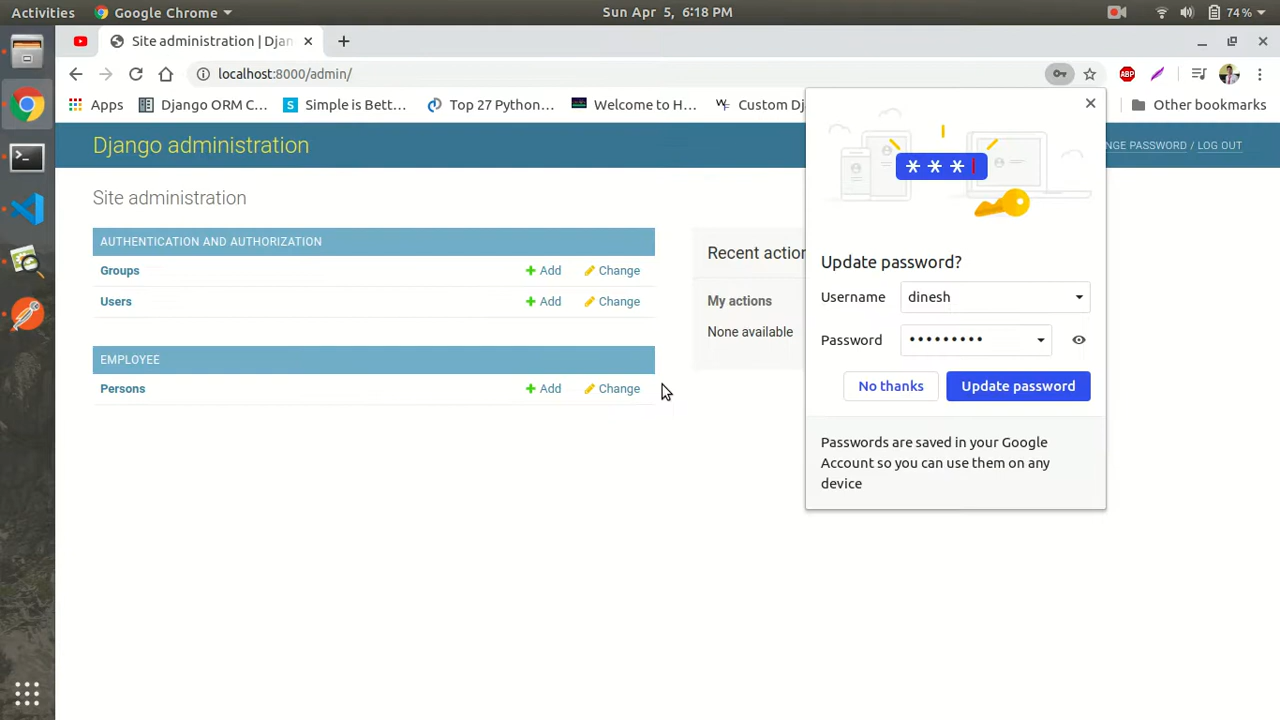 Activities
Google Chrome
Sun Apr 5, 6:18 PM
74%
Site administration | Djan
localhost:8000/admin/
ABP
Apps
Django ORM C...
S
Simple is Bett...
Top 27 Python...
Welcome to H...
Custom Dj
Other bookmarks
Django administration
NGE PASSWORD / LOG OUT
Site administration
AUTHENTICATION AND AUTHORIZATION
Groups
Add
Change
Users
Add
Change
EMPLOYEE
Persons
Add
Change
Recent action
My actions
None available
* * *
Update password?
Username
dinesh
Password
•••••••••
No thanks
Update password
Passwords are saved in your Google
Account so you can use them on any
device